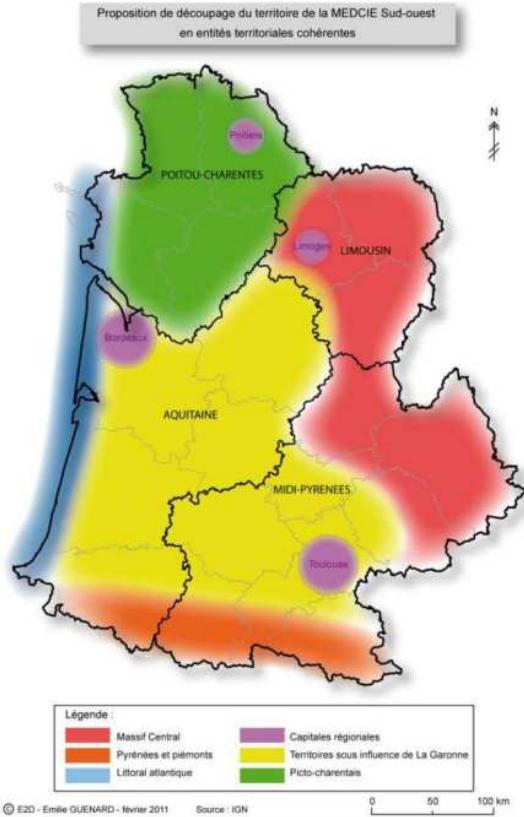 Proposition de découpage du territoire de la MEDCIE Sud-ouest
en entités territoriales cohérentes
N
Poitiers
POITOU-CHARENTES
Limoges
LIMOUSIN
Bordeaux
AQUITAINE
MIDI-PYRENEES
Toulouse
Légende :
Massif Central
Capitales régionales
Pyrénées et piémonts
Territoires sous influence de La Garonne
Littoral atlantique
Picto-charentais
© E2D - Emilie GUENARD - février 2011 Source : IGN
0 50 100 km